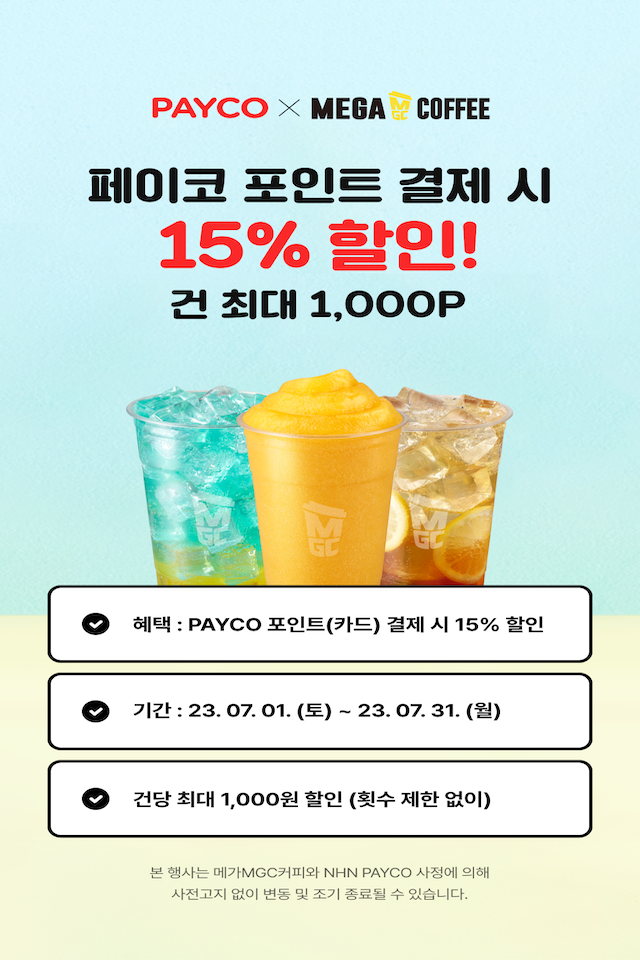 PAYCO × MEGA MGC COFFEE
페이코 포인트 결제 시
15% 할인!
건 최대 1,000P
MGC MGC MGC
혜택 : PAYCO 포인트(카드) 결제 시 15% 할인
기간 : 23. 07. 01. (토) ~ 23. 07. 31. (월)
건당 최대 1,000원 할인 (횟수 제한 없이)
본 행사는 메가MGC커피와 NHN PAYCO 사정에 의해
사전고지 없이 변동 및 조기 종료될 수 있습니다.